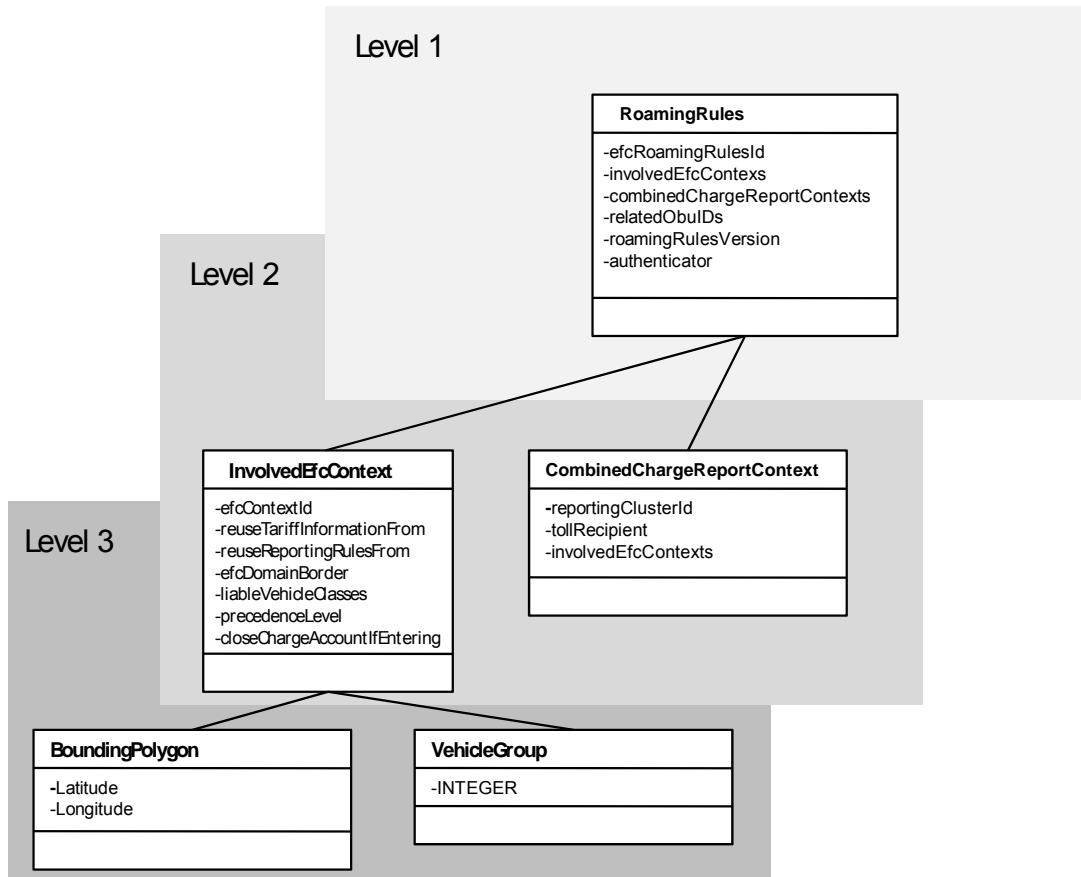 Level 1
RoamingRules
-efcRoamingRulesId
-involvedEfcContexs
-combinedChargeReportContexts
-relatedObuIDs
-roamingRulesVersion
-authenticator
Level 2
InvolvedEfcContext
-efcContextId
-reuseTariffInformationFrom
-reuseReportingRulesFrom
-efcDomainBorder
-liableVehicleClasses
-precedenceLevel
-closeChargeAccountIfEntering
CombinedChargeReportContext
-reportingClusterId
-tollRecipient
-involvedEfcContexts
Level 3
BoundingPolygon
-Latitude
-Longitude
VehicleGroup
-INTEGER